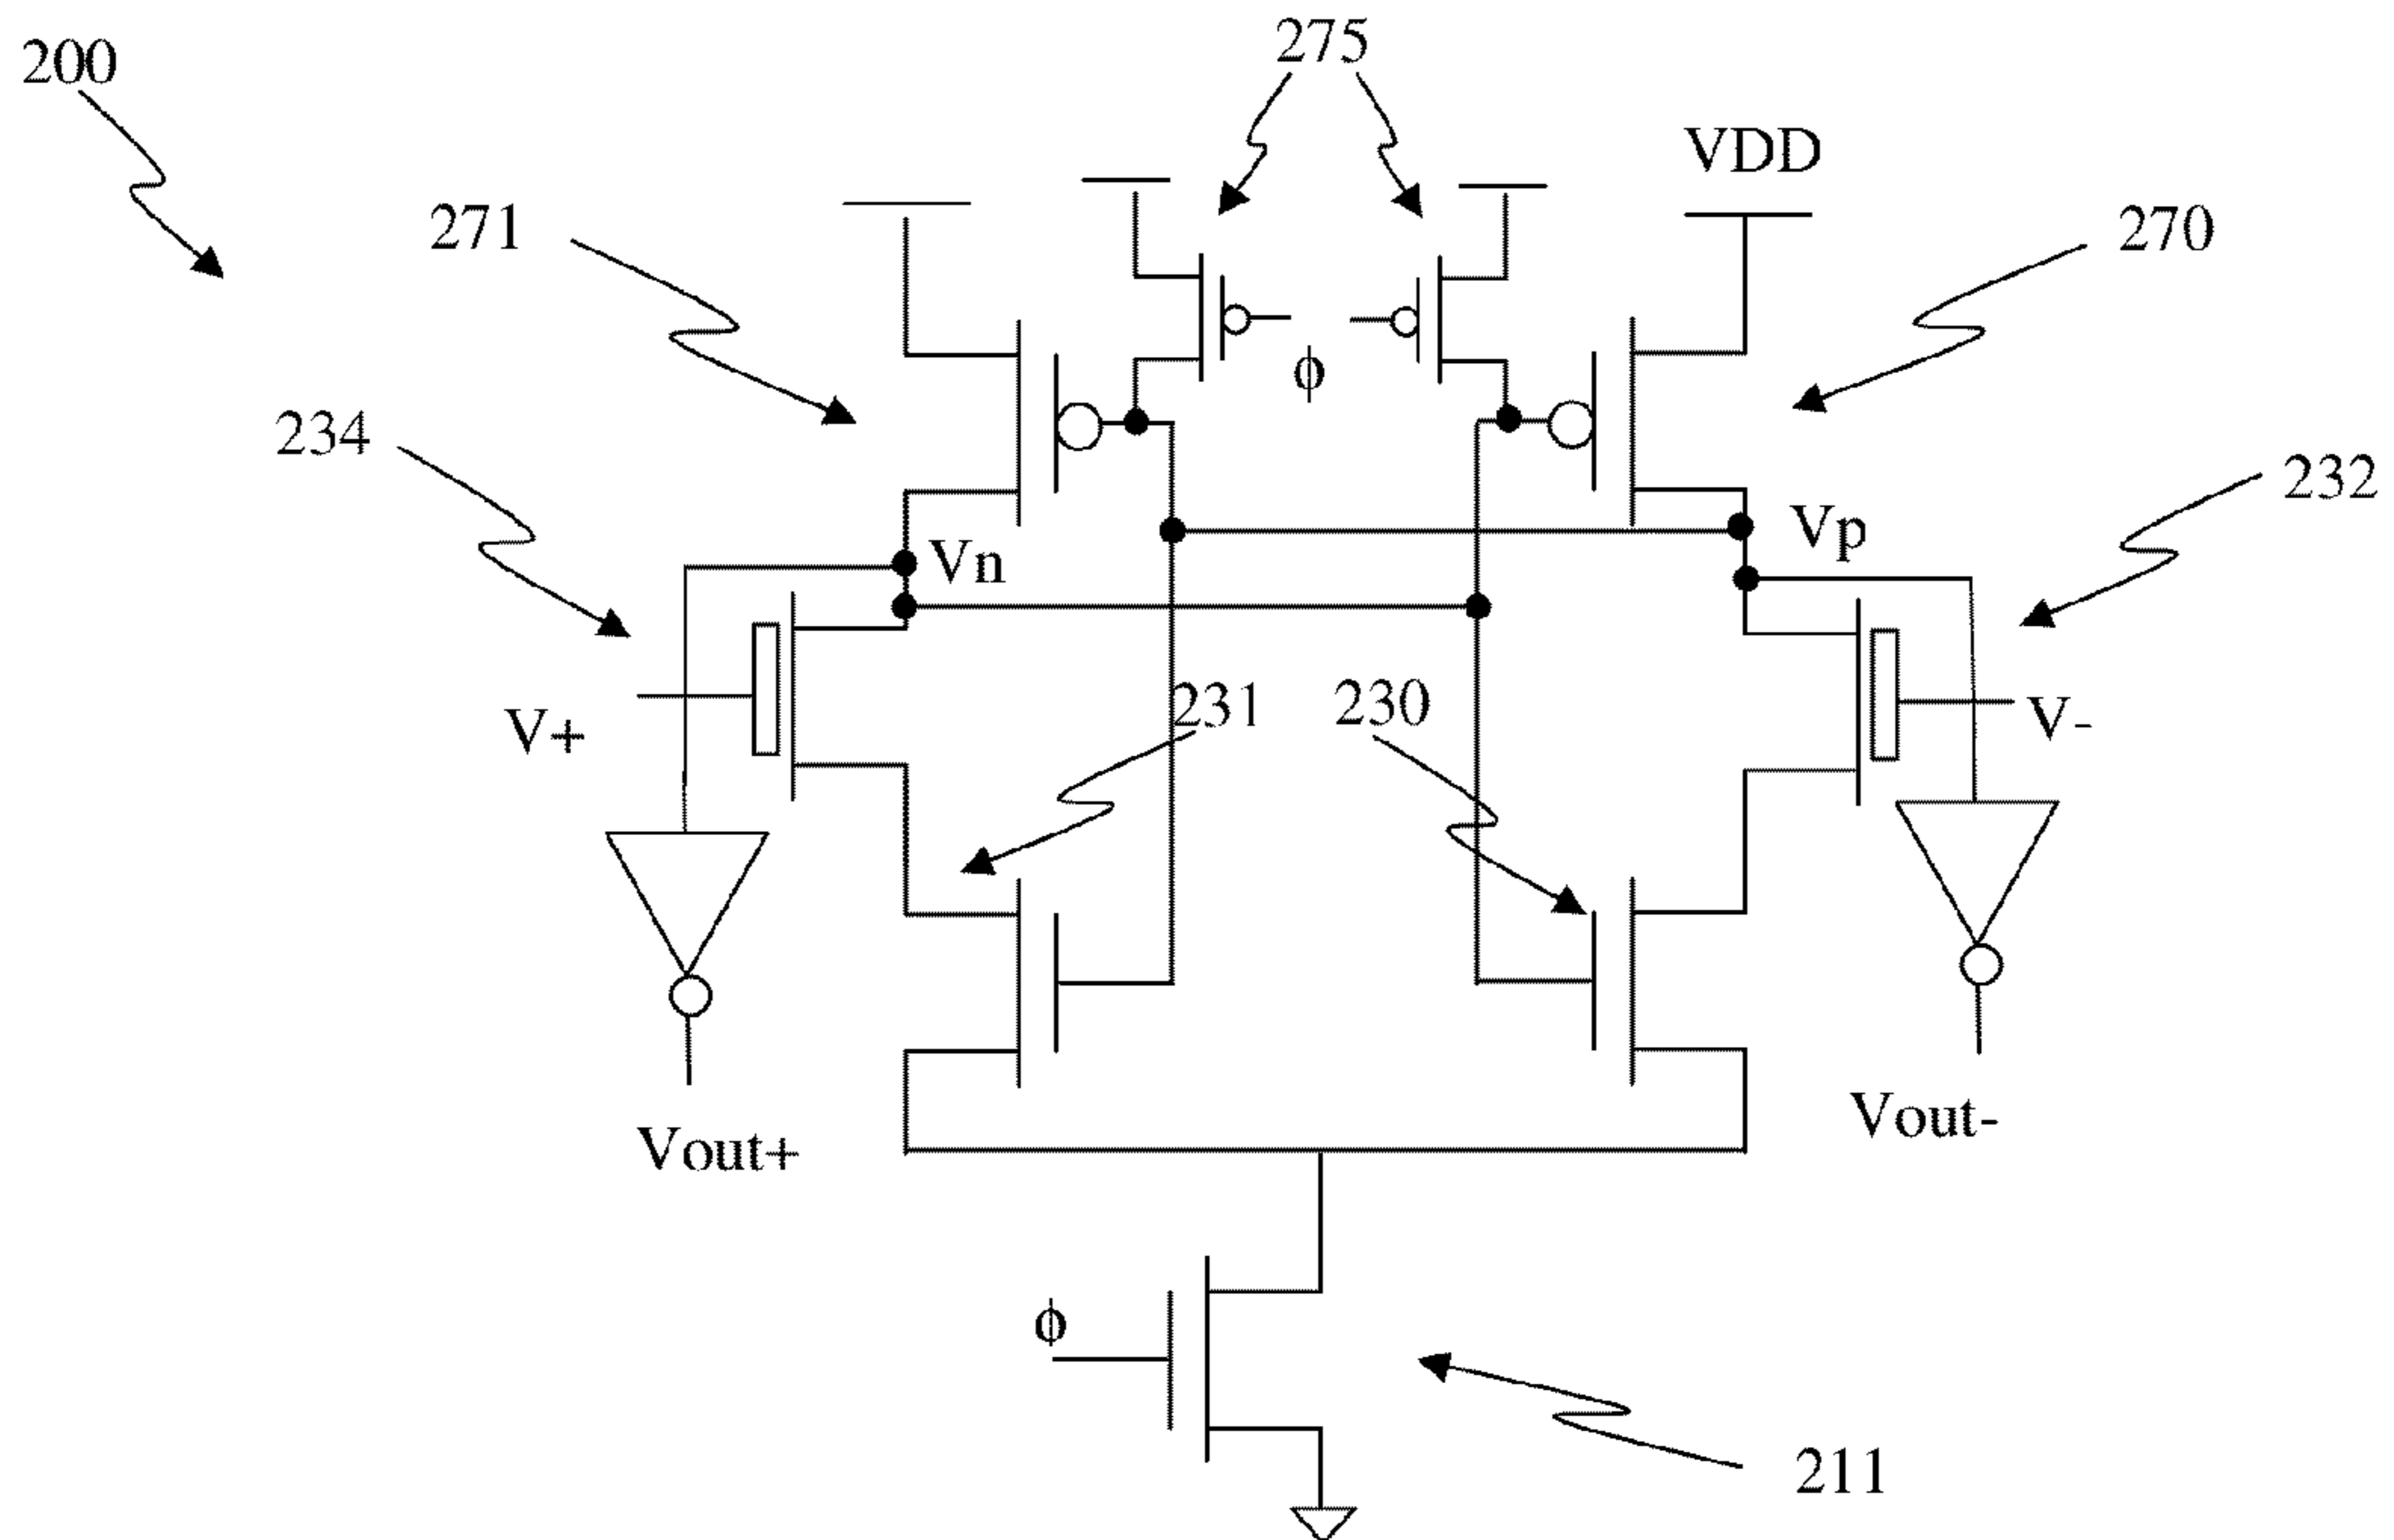 200
275
VDD
271
270
ϕ
234
232
Vn
Vp
231
230
V+
V-
Vout+
Vout-
ϕ
211